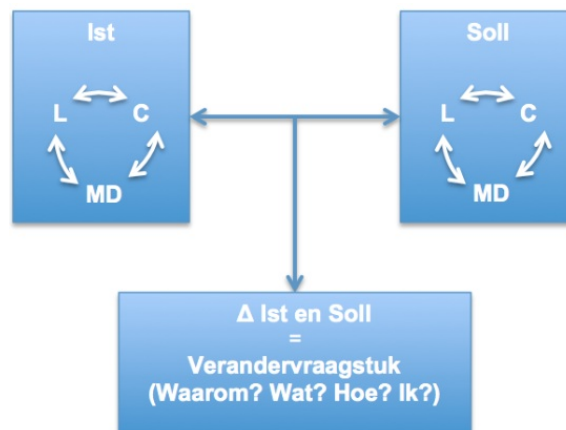 Ist
L C
MD
Soll
L C
MD
Δ Ist en Soll
=
Verandervraagstuk
(Waarom? Wat? Hoe? Ik?)